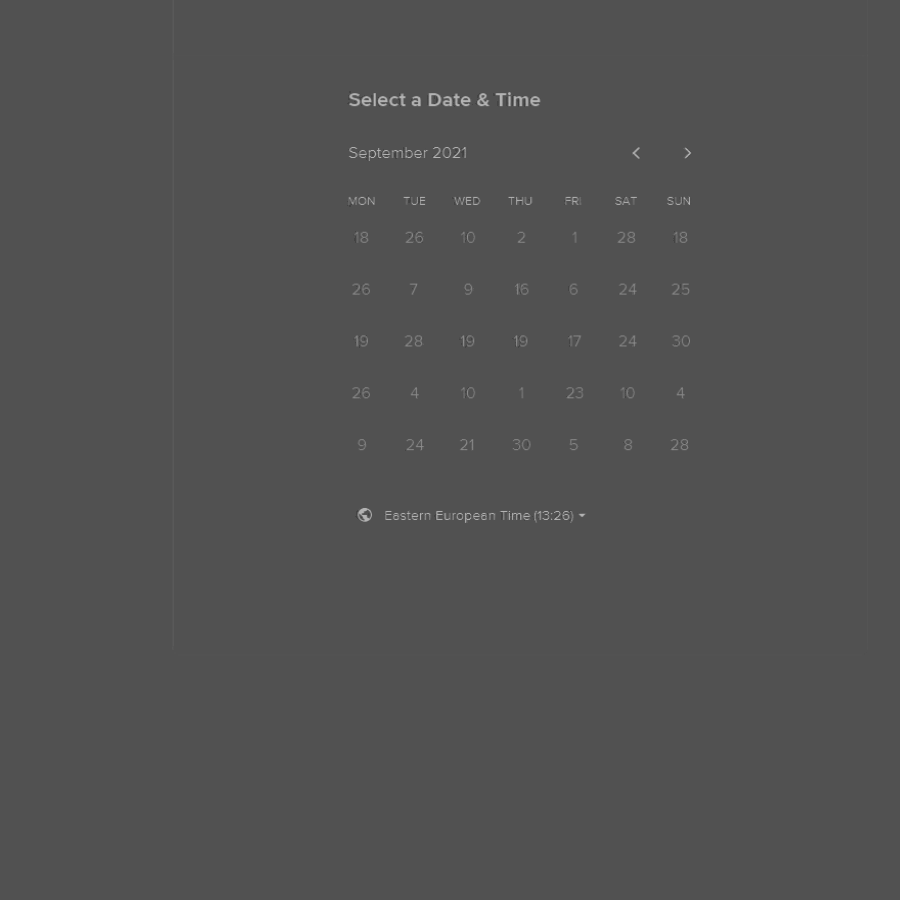 Select a Date & Time
September 2021
MON TUE WED THU FRI SAT SUN
18 26 10 2 1 28 18
26 7 9 16 6 24 25
19 28 19 19 17 24 30
26 4 10 1 23 10 4
9 24 21 30 5 8 28
Eastern European Time (13:26)